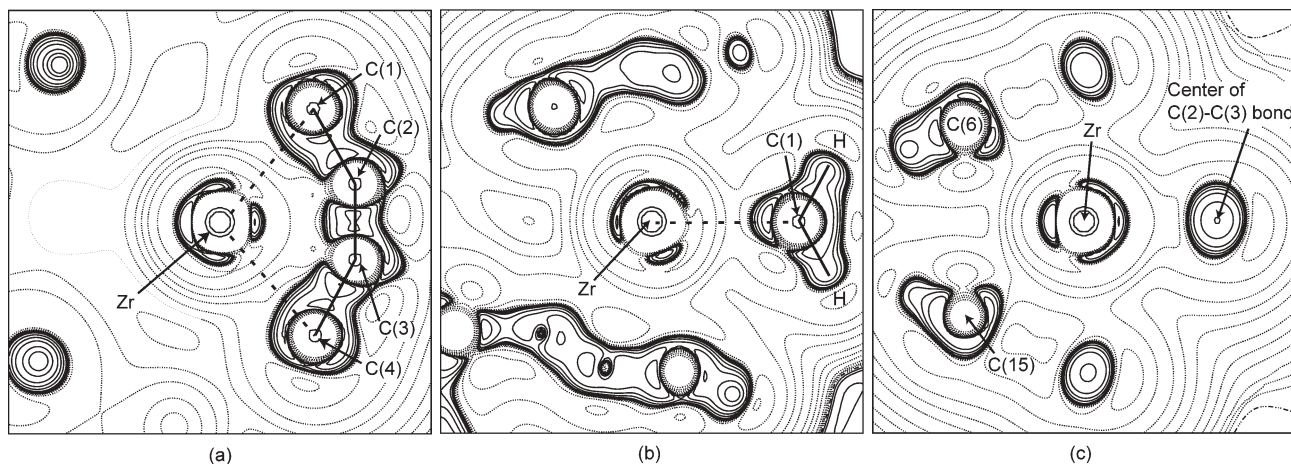 C(1)
C(2)
Zr
C(3)
C(4)
(a)
H
C(1)
Zr
H
(b)
Center of
C(2)-C(3) bond
Zr
C(6)
C(15)
(c)